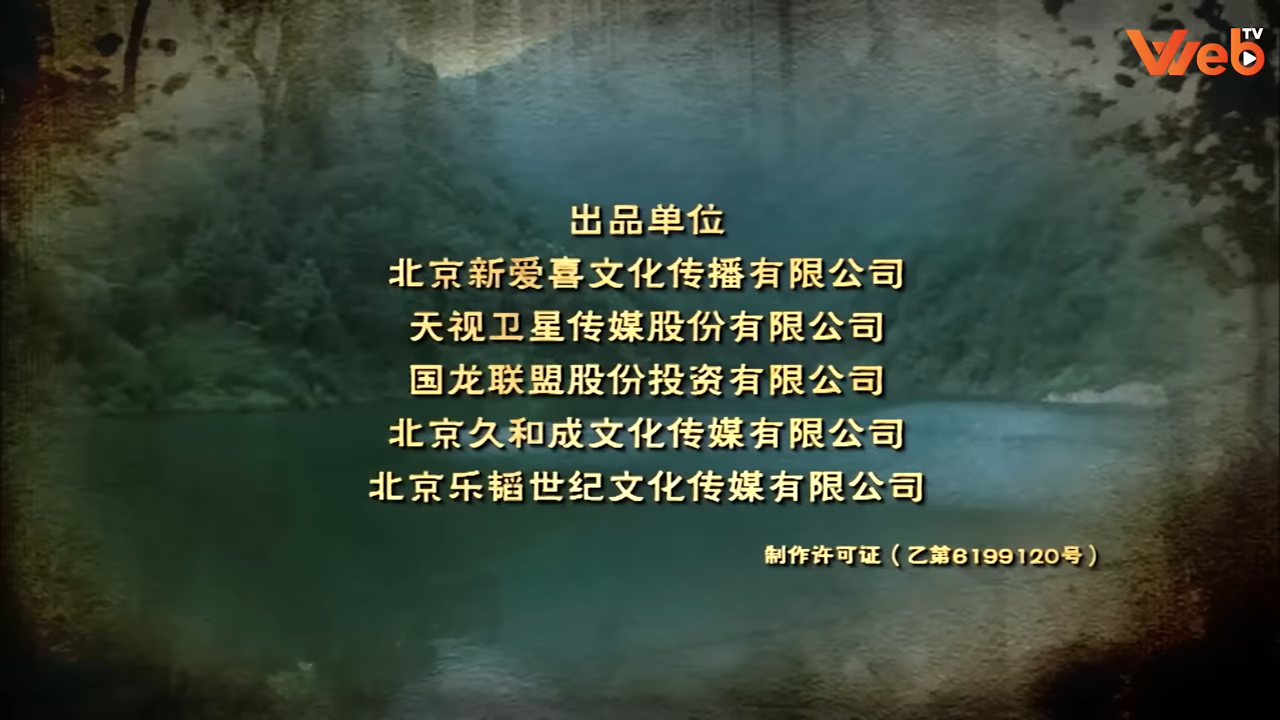 VVeb TV
出品单位
北京新爱喜文化传播有限公司
天视卫星传媒股份有限公司
国龙联盟股份投资有限公司
北京久和成文化传媒有限公司
北京乐韬世纪文化传媒有限公司
制作许可证（乙第6199120号）